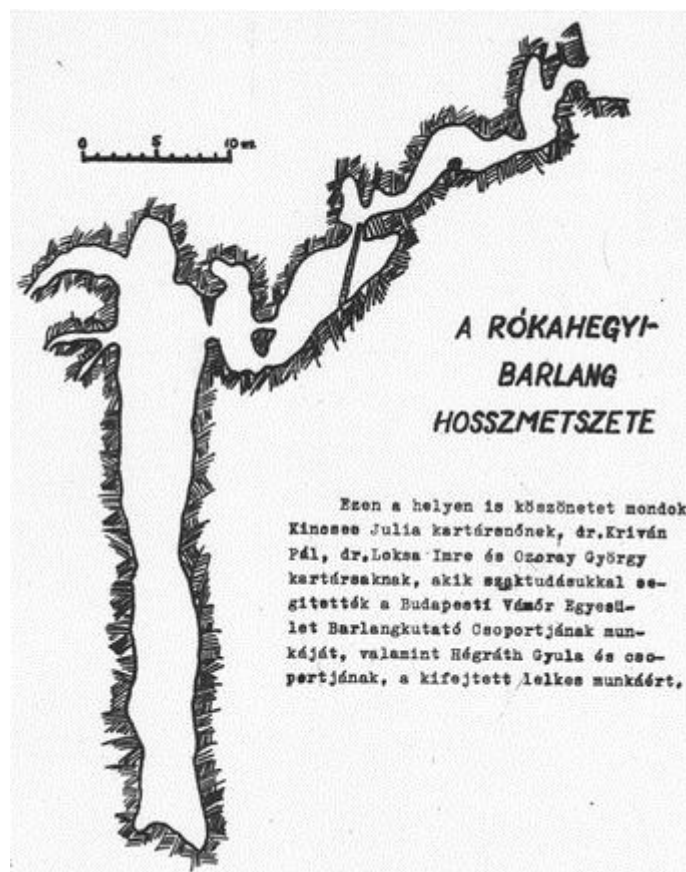 0 5 10 m.
A RÓKAHEGYI-
BARLANG
HOSSZMETSZETE
Ezen a helyen is köszönetet mondok
Kincses Julia kartársnőnek, dr.Kriván
Pál, dr.Loksa Imre és Ozoray György
kartársaknak, akik szaktudásukkal se-
gitették a Budapesti Vámőr Egyesü-
let Barlangkutató Csoportjának mun-
káját, valamint Hégráth Gyula és cso-
portjának, a kifejtett lelkes munkáért,